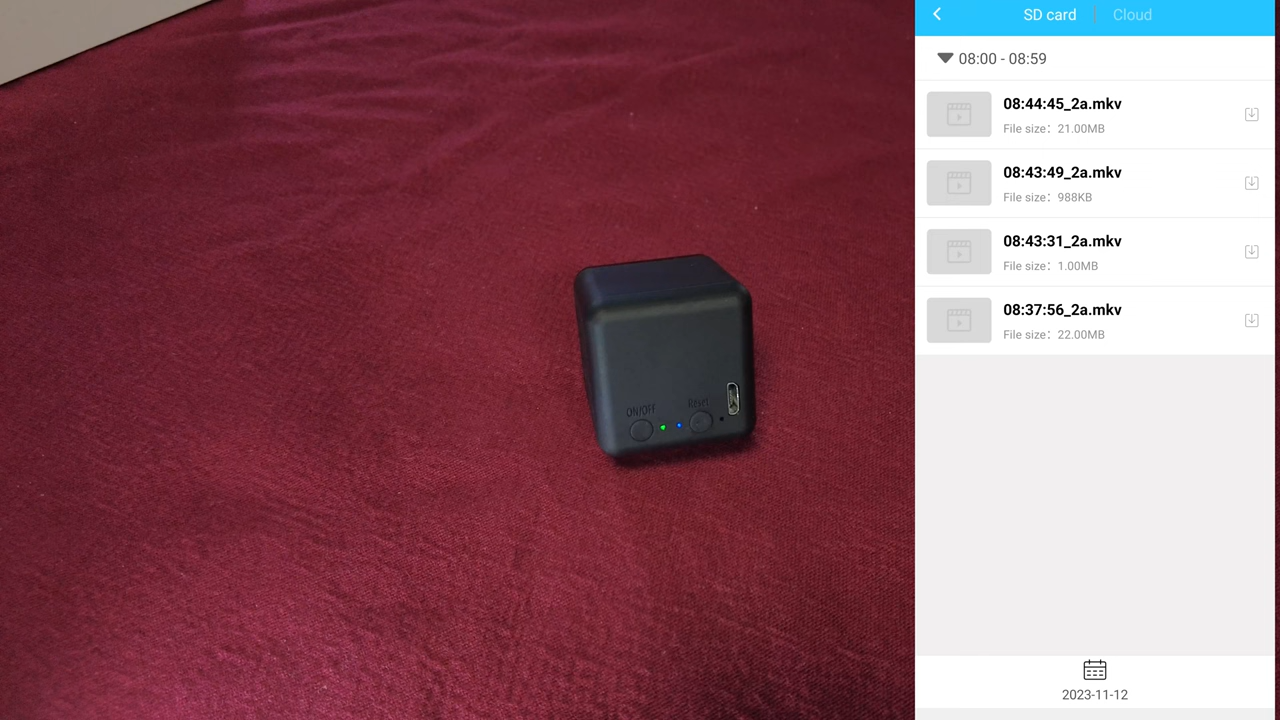 ON/OFF
Reset
SD card | Cloud
08:00 - 08:59
08:44:45_2a.mkv
File size: 21.00MB
08:43:49_2a.mkv
File size: 988KB
08:43:31_2a.mkv
File size: 1.00MB
08:37:56_2a.mkv
File size: 22.00MB
2023-11-12